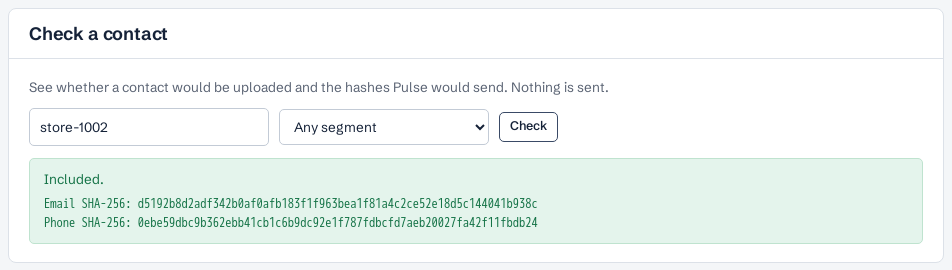 Check a contact
See whether a contact would be uploaded and the hashes Pulse would send. Nothing is sent.
store-1002
Any segment
Check
Included.
Email SHA-256: d5192b8d2adf342b0af0afb183f1f963bea1f81a4c2ce52e18d5c144041b938c
Phone SHA-256: 0ebe59dbc9b362ebb41cb1c6b9dc92e1f787fdbcfd7aeb20027fa42f11fbdb24